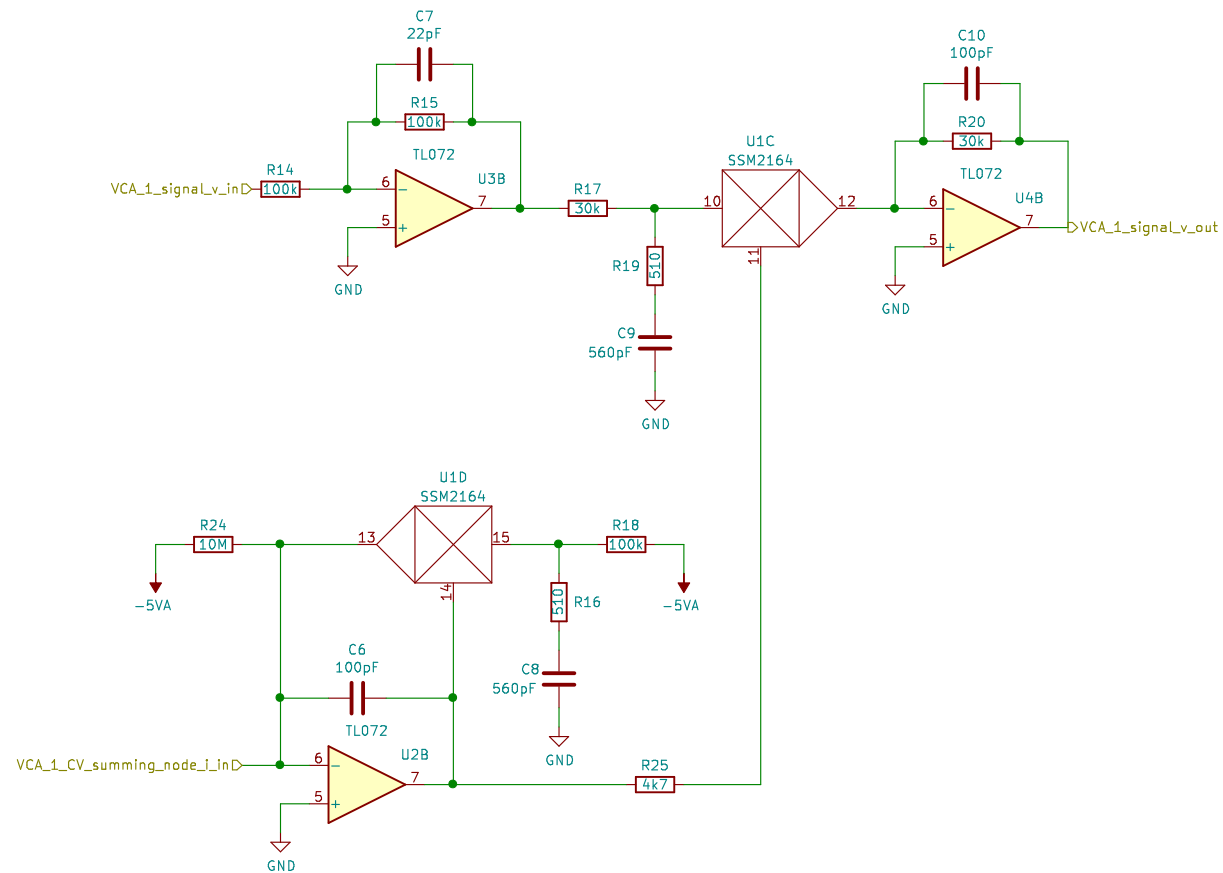 C7
22pF
R15
100k
TL072
R14
VCA_1_signal_v_in
100k
6
−
U3B
7
5
+
GND
R17
30k
R19
510
C9
560pF
GND
U1C
SSM2164
10
12
11
C10
100pF
R20
30k
TL072
6
−
U4B
7
VCA_1_signal_v_out
5
+
GND
U1D
SSM2164
R24
10M
13
15
R18
100k
14
-5VA
-5VA
510
R16
C6
100pF
C8
560pF
TL072
GND
VCA_1_CV_summing_node_i_in
6
−
U2B
7
5
+
R25
4k7
GND